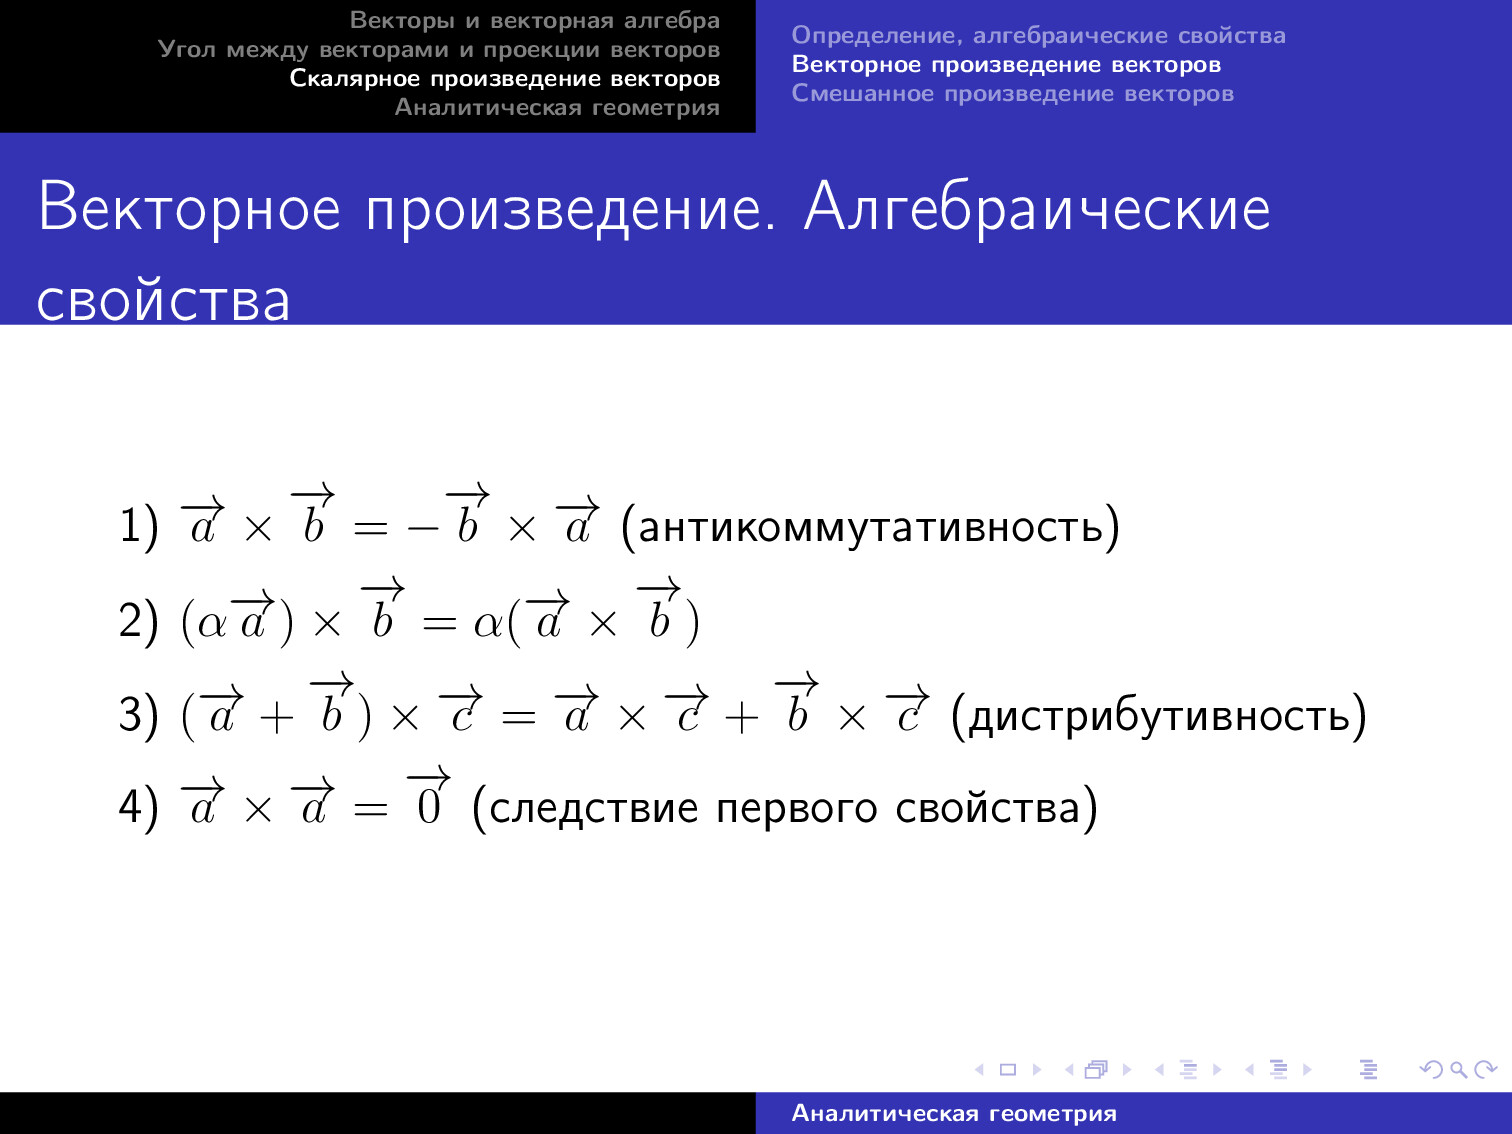 Векторы и векторная алгебра
Угол между векторами и проекции векторов
Скалярное произведение векторов
Аналитическая геометрия
Определение, алгебраические свойства
Векторное произведение векторов
Смешанное произведение векторов
Векторное произведение. Алгебраические
свойства
1) $\overrightarrow{a} \times \overrightarrow{b} = -\overrightarrow{b} \times \overrightarrow{a}$ (антикоммутативность)
2) $(\alpha \overrightarrow{a}) \times \overrightarrow{b} = \alpha(\overrightarrow{a} \times \overrightarrow{b})$
3) $(\overrightarrow{a} + \overrightarrow{b}) \times \overrightarrow{c} = \overrightarrow{a} \times \overrightarrow{c} + \overrightarrow{b} \times \overrightarrow{c}$ (дистрибутивность)
4) $\overrightarrow{a} \times \overrightarrow{a} = \overrightarrow{0}$ (следствие первого свойства)
Аналитическая геометрия